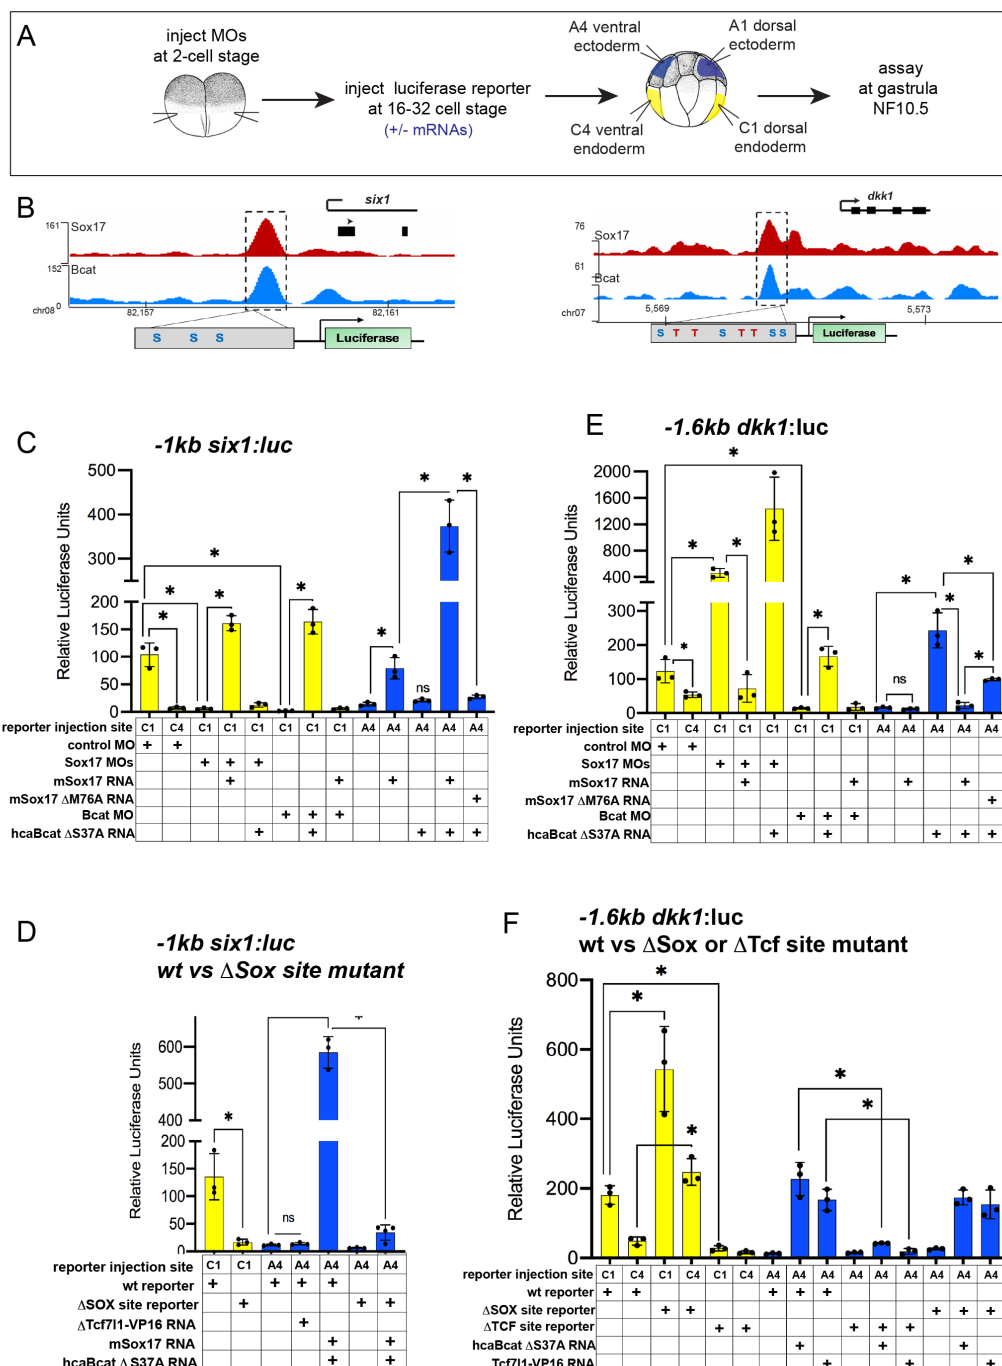 A
inject MOs
at 2-cell stage
inject luciferase reporter
at 16-32 cell stage
(+/- mRNAs)
A4 ventral
ectoderm
A1 dorsal
ectoderm
C4 ventral
endoderm
C1 dorsal
endoderm
assay
at gastrula
NF10.5
B
six1
161
Sox17
152
Bcat
0
chr08
82,157
82,161
S S S
Luciferase
dkk1
76
Sox17
61
Bcat
chr07
5,569
5,573
S T T S T T S S
Luciferase
C
-1kb six1:luc
Relative Luciferase Units
500
400
300
200
150
100
50
0
* * * * * * ns * *
reporter injection site C1 C4 C1 C1 C1 C1 C1 C1 A4 A4 A4 A4 A4
control MO + +
Sox17 MOs + + +
mSox17 RNA + + + +
mSox17 ΔM76A RNA +
Bcat MO + + +
hcaBcat ΔS37A RNA + + + + +
E
-1.6kb dkk1:luc
Relative Luciferase Units
2000
1600
1200
800
400
300
200
100
0
* * * * * ns * * * *
reporter injection site C1 C4 C1 C1 C1 C1 C1 C1 A4 A4 A4 A4 A4
control MO + +
Sox17 MOs + + +
mSox17 RNA + + + +
mSox17 ΔM76A RNA +
Bcat MO + + +
hcaBcat ΔS37A RNA + + + + +
D
-1kb six1:luc
wt vs ΔSox site mutant
Relative Luciferase Units
600
400
200
150
100
50
0
* ns
reporter injection site C1 C1 A4 A4 A4 A4 A4
wt reporter + + + +
ΔSOX site reporter + + +
ΔTcf7l1-VP16 RNA +
mSox17 RNA + +
hcaBcat ΔS37A RNA + +
F
-1.6kb dkk1:luc
wt vs ΔSox or ΔTcf site mutant
Relative Luciferase Units
800
600
400
200
0
* * * * *
reporter injection site C1 C4 C1 C4 C1 C4 A4 A4 A4 A4 A4 A4 A4 A4 A4
wt reporter + + + + +
ΔSOX site reporter + + + + +
ΔTCF site reporter + + + + +
hcaBcat ΔS37A RNA + + +
Tcf7l1-VP16 RNA + + +